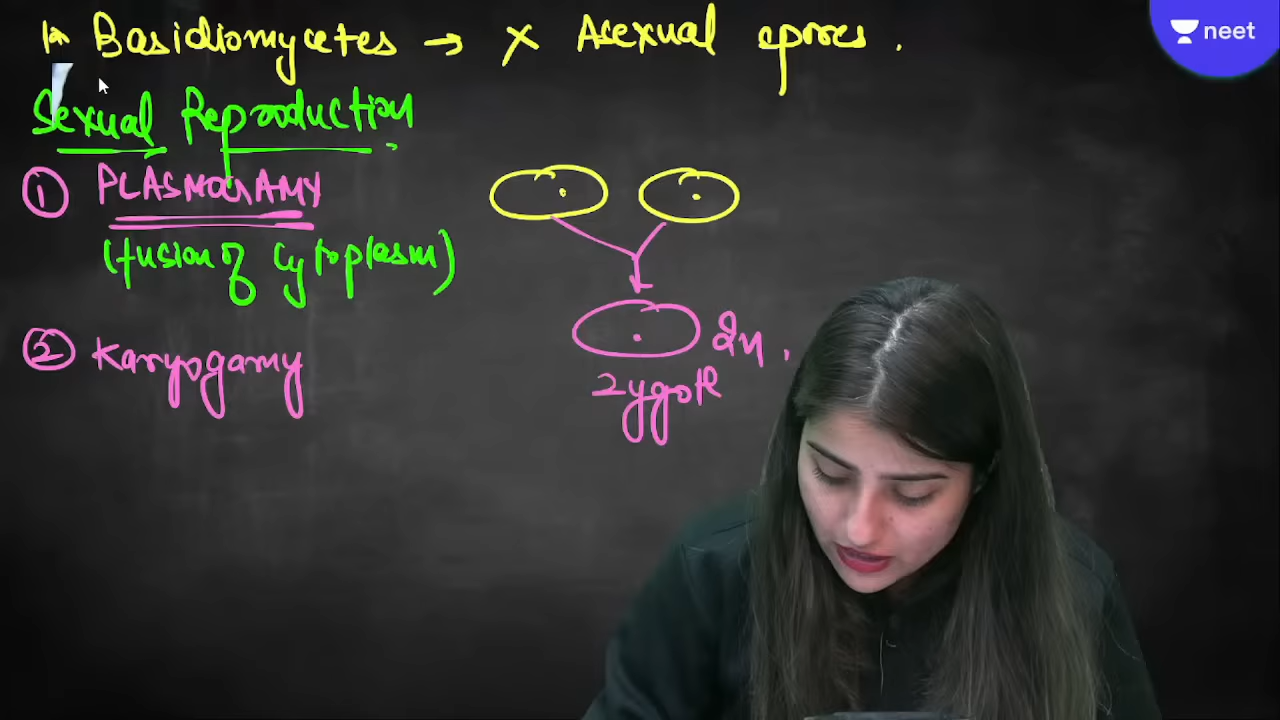 Basidiomycetes → × Asexual spores.
neet
Sexual Reproduction
① PLASMOGAMY
(fusion of cytoplasm)
② Karyogamy
2n
zygote